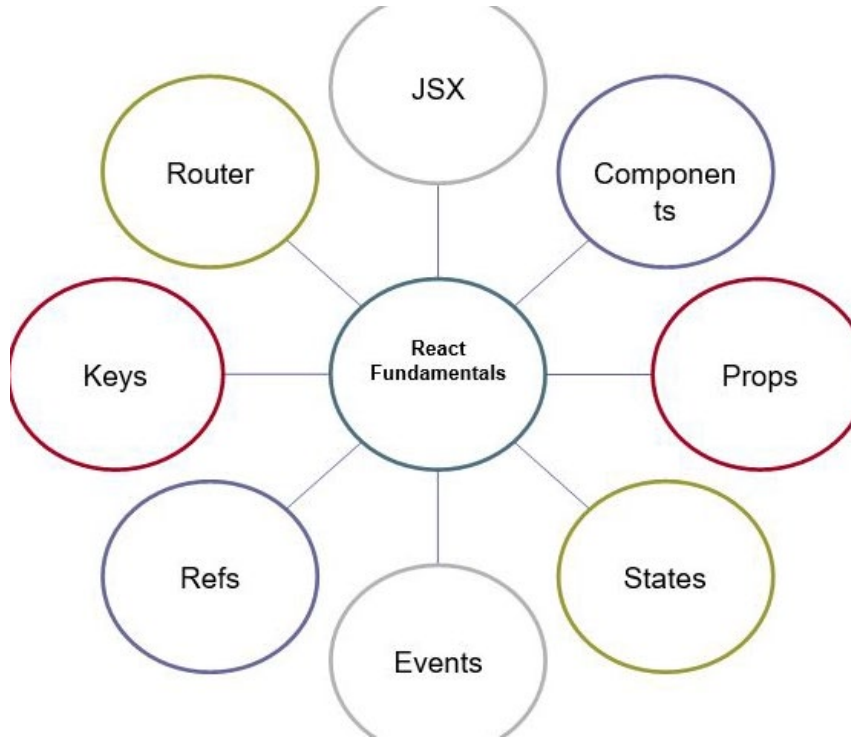 JSX
Router
Componen
ts
React
Fundamentals
Keys
Props
Refs
States
Events